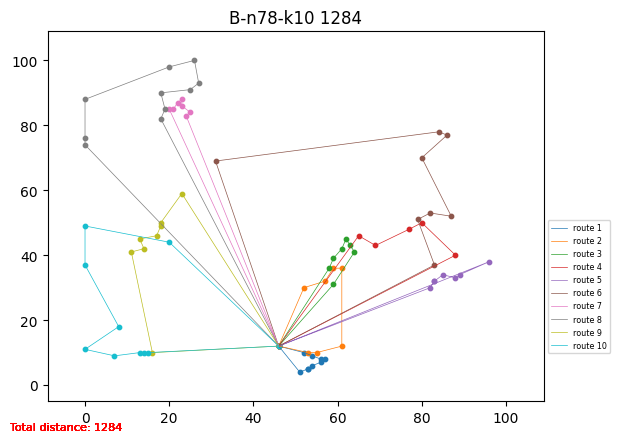 B-n78-k10 1284
100
80
60
40
20
0
0
20
40
60
80
100
route 1
route 2
route 3
route 4
route 5
route 6
route 7
route 8
route 9
route 10
Total distance: 1284